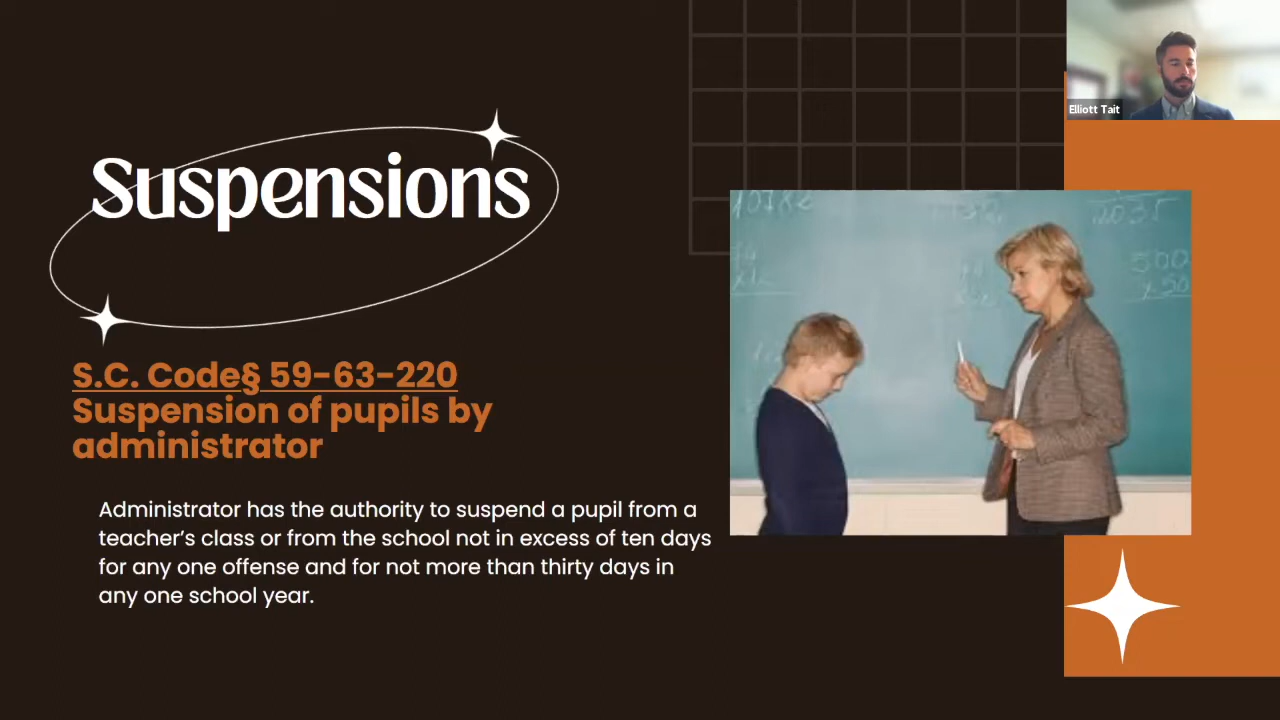 Suspensions
S.C. Code§ 59-63-220
Suspension of pupils by
administrator
Administrator has the authority to suspend a pupil from a
teacher's class or from the school not in excess of ten days
for any one offense and for not more than thirty days in
any one school year.
Elliott Tait
500